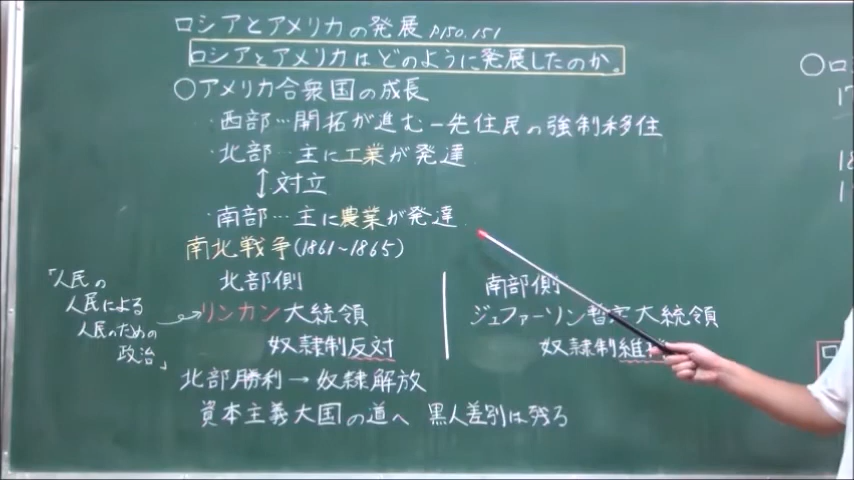 ロシアとアメリカの発展 P150.151
ロシアとアメリカはどのように発展したのか。
○アメリカ合衆国の成長
・西部…開拓が進む—先住民の強制移住
・北部…主に工業が発達
↕対立
・南部…主に農業が発達
南北戦争(1861~1865)
北部側
リンカン大統領
奴隷制反対
「人民の
人民による
人民のための
政治」
南部側
ジェファーソン暫定大統領
奴隷制維
北部勝利→奴隷解放
資本主義大国の道へ 黒人差別は残る
○ロ
17
18
1
ロ